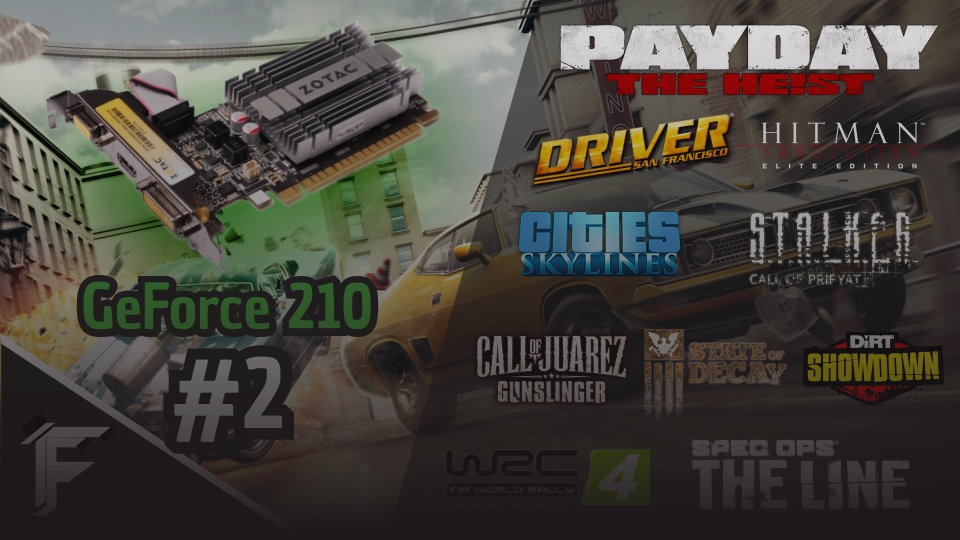 ZOTAC
GeForce 210
#2
PAYDAY
THE HEIST
DRIVER
SAN FRANCISCO
HITMAN™
ELITE EDITION
CITIES
SKYLINES
S.T.A.L.K.E.R
CALL OF PRIPYAT
CALL OF JUAREZ
GUNSLINGER
STATE OF
DECAY
DiRT
SHOWDOWN
WRC 4
FIA WORLD RALLY
SPEC OPS
THE LINE